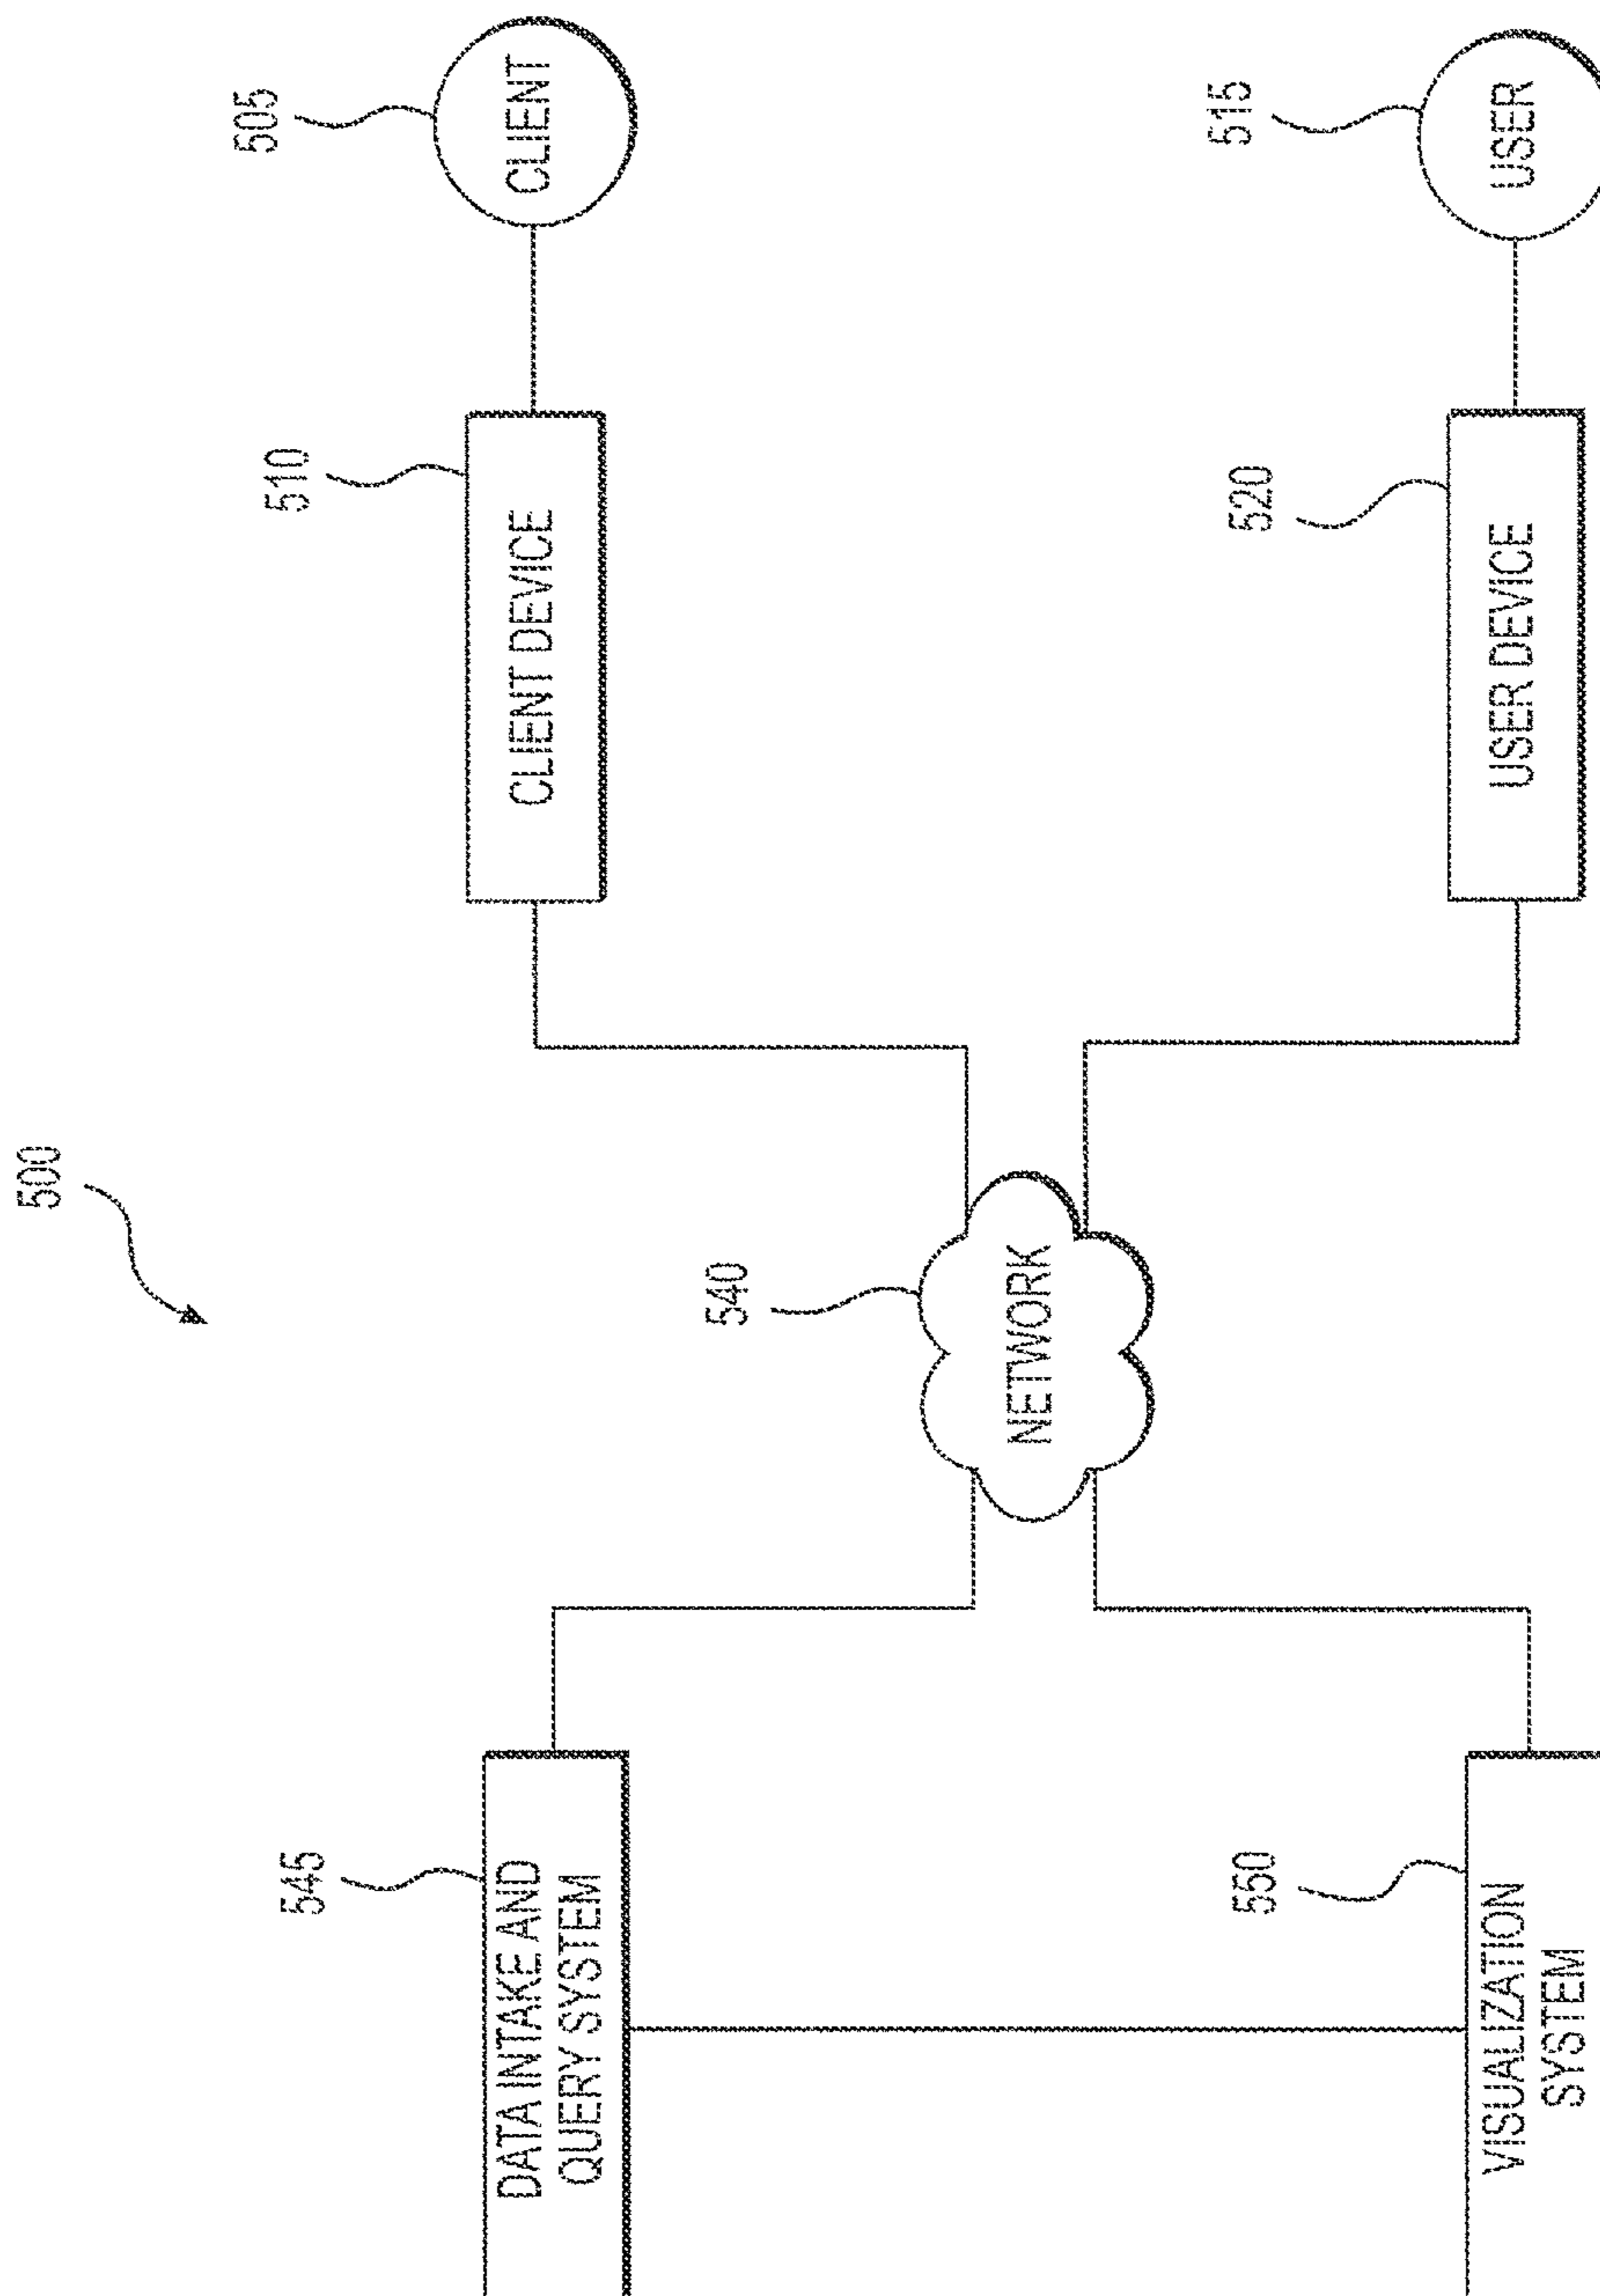 500
545
DATA INTAKE AND
QUERY SYSTEM
510
CLIENT DEVICE
505
CLIENT
540
NETWORK
550
VISUALIZATION
SYSTEM
520
USER DEVICE
515
USER